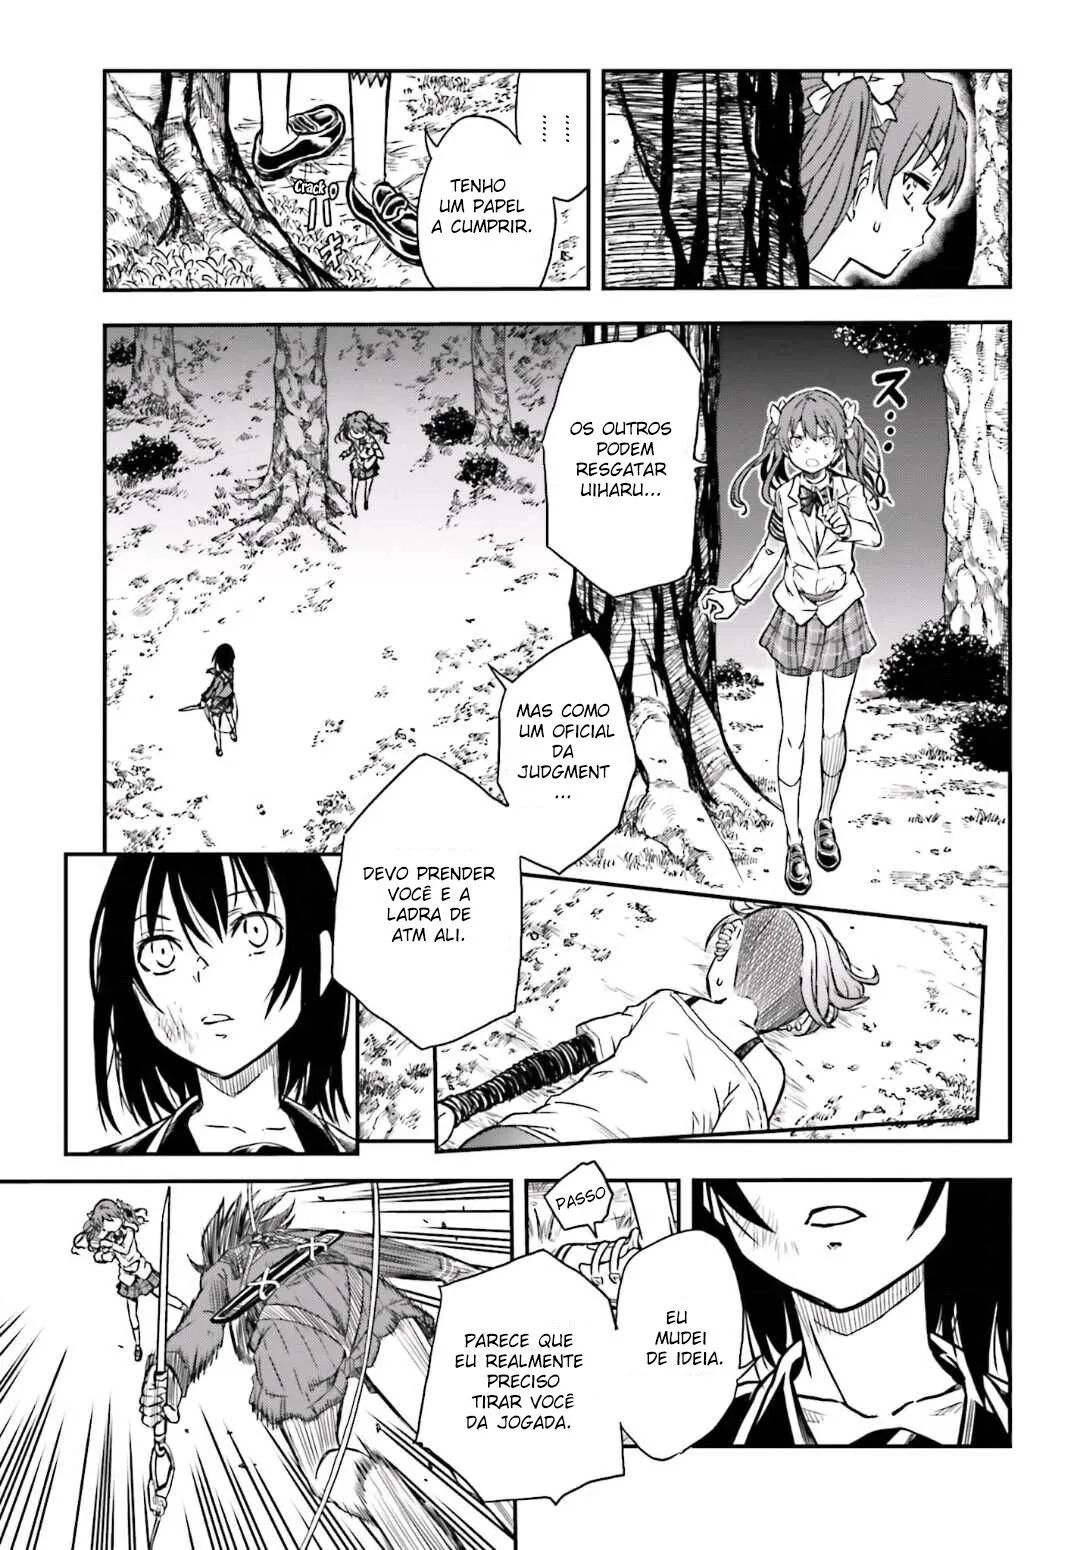 ……
……
TENHO
UM PAPEL
A CUMPRIR.
Crack
ス…
OS OUTROS
PODEM
RESGATAR
UIHARU...
MAS COMO
UM OFICIAL
DA
JUDGMENT
...
DEVO PRENDER
VOCÊ E A
LADRA DE
ATM ALI.
EU
MUDEI
DE IDEIA.
PASSO
PARECE QUE
EU REALMENTE
PRECISO
TIRAR VOCÊ
DA JOGADA.